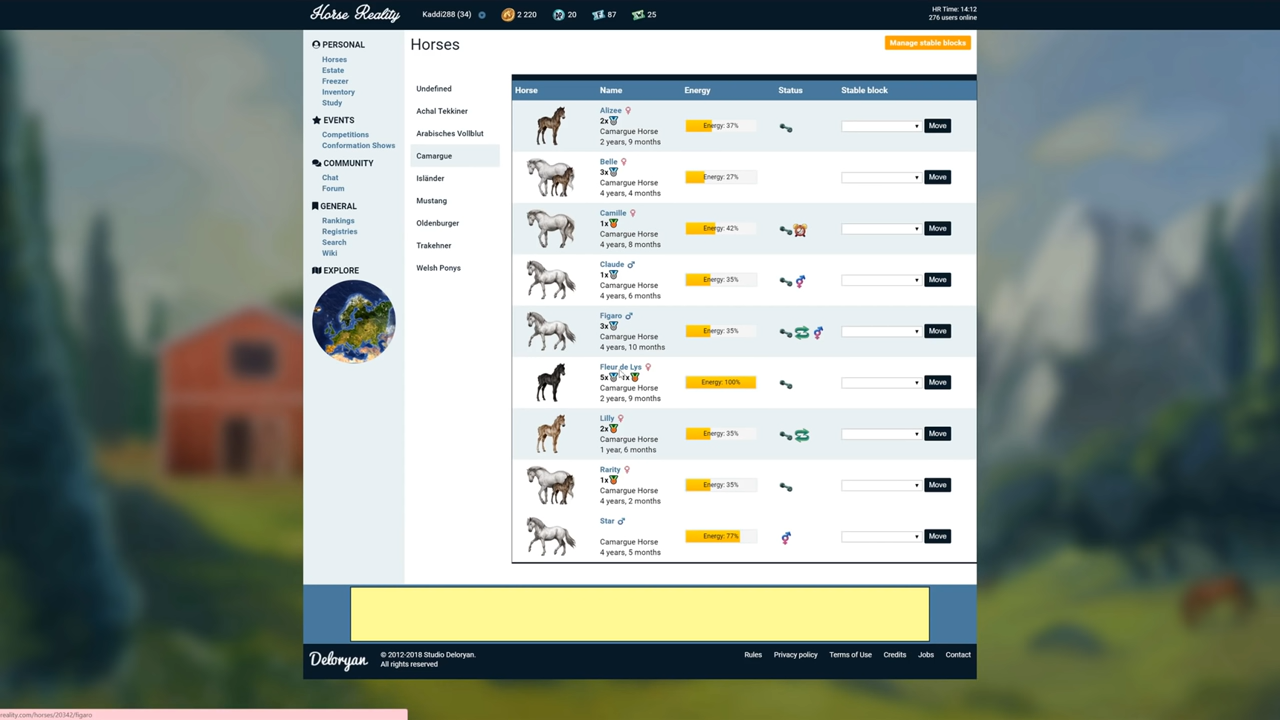 Horse Reality
Kaddi288 (34)
2 220
20
87
25
HR Time: 14:12
276 users online
PERSONAL
Horses
Estate
Freezer
Inventory
Study
EVENTS
Competitions
Conformation Shows
COMMUNITY
Chat
Forum
GENERAL
Rankings
Registries
Search
Wiki
EXPLORE
Horses
Manage stable blocks
Undefined
Achal Tekkiner
Arabisches Vollblut
Camargue
Isländer
Mustang
Oldenburger
Trakehner
Welsh Ponys
Horse Name Energy Status Stable block
Alizee ♀
2x
Camargue Horse
2 years, 9 months
Energy: 37%
Move
Belle ♀
3x
Camargue Horse
4 years, 4 months
Energy: 27%
Move
Camille ♀
1x
Camargue Horse
4 years, 8 months
Energy: 42%
Move
Claude ♂
1x
Camargue Horse
4 years, 6 months
Energy: 35%
Move
Figaro ♂
3x
Camargue Horse
4 years, 10 months
Energy: 35%
Move
Fleur de Lys ♀
5x 1x
Camargue Horse
2 years, 9 months
Energy: 100%
Move
Lilly ♀
2x
Camargue Horse
1 year, 6 months
Energy: 35%
Move
Rarity ♀
1x
Camargue Horse
4 years, 2 months
Energy: 35%
Move
Star ♂
Camargue Horse
4 years, 5 months
Energy: 77%
Move
Deloryan
© 2012-2018 Studio Deloryan.
All rights reserved
Rules Privacy policy Terms of Use Credits Jobs Contact
reality.com/horses/20342/figaro